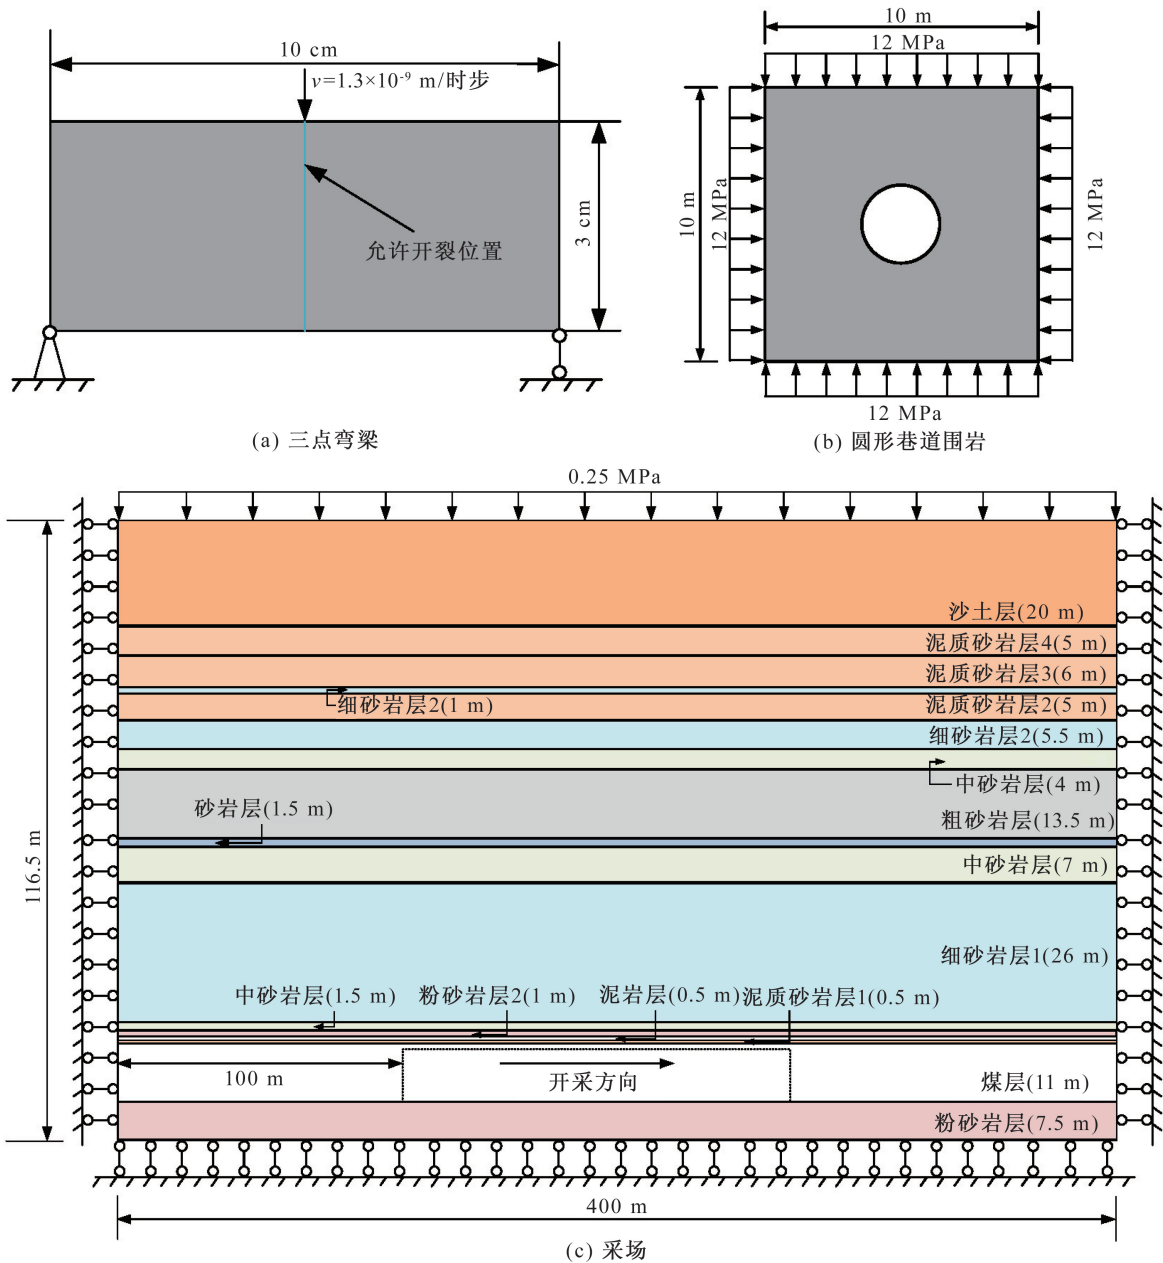 10 cm
v=1.3×10⁻⁹ m/时步
允许开裂位置
3 cm
(a) 三点弯梁
10 m
12 MPa
10 m
12 MPa
12 MPa
12 MPa
(b) 圆形巷道围岩
0.25 MPa
116.5 m
沙土层(20 m)
泥质砂岩层4(5 m)
泥质砂岩层3(6 m)
细砂岩层2(1 m)
泥质砂岩层2(5 m)
细砂岩层2(5.5 m)
中砂岩层(4 m)
砂岩层(1.5 m)
粗砂岩层(13.5 m)
中砂岩层(7 m)
细砂岩层1(26 m)
中砂岩层(1.5 m)
粉砂岩层2(1 m)
泥岩层(0.5 m)
泥质砂岩层1(0.5 m)
100 m
开采方向
煤层(11 m)
粉砂岩层(7.5 m)
400 m
(c) 采场